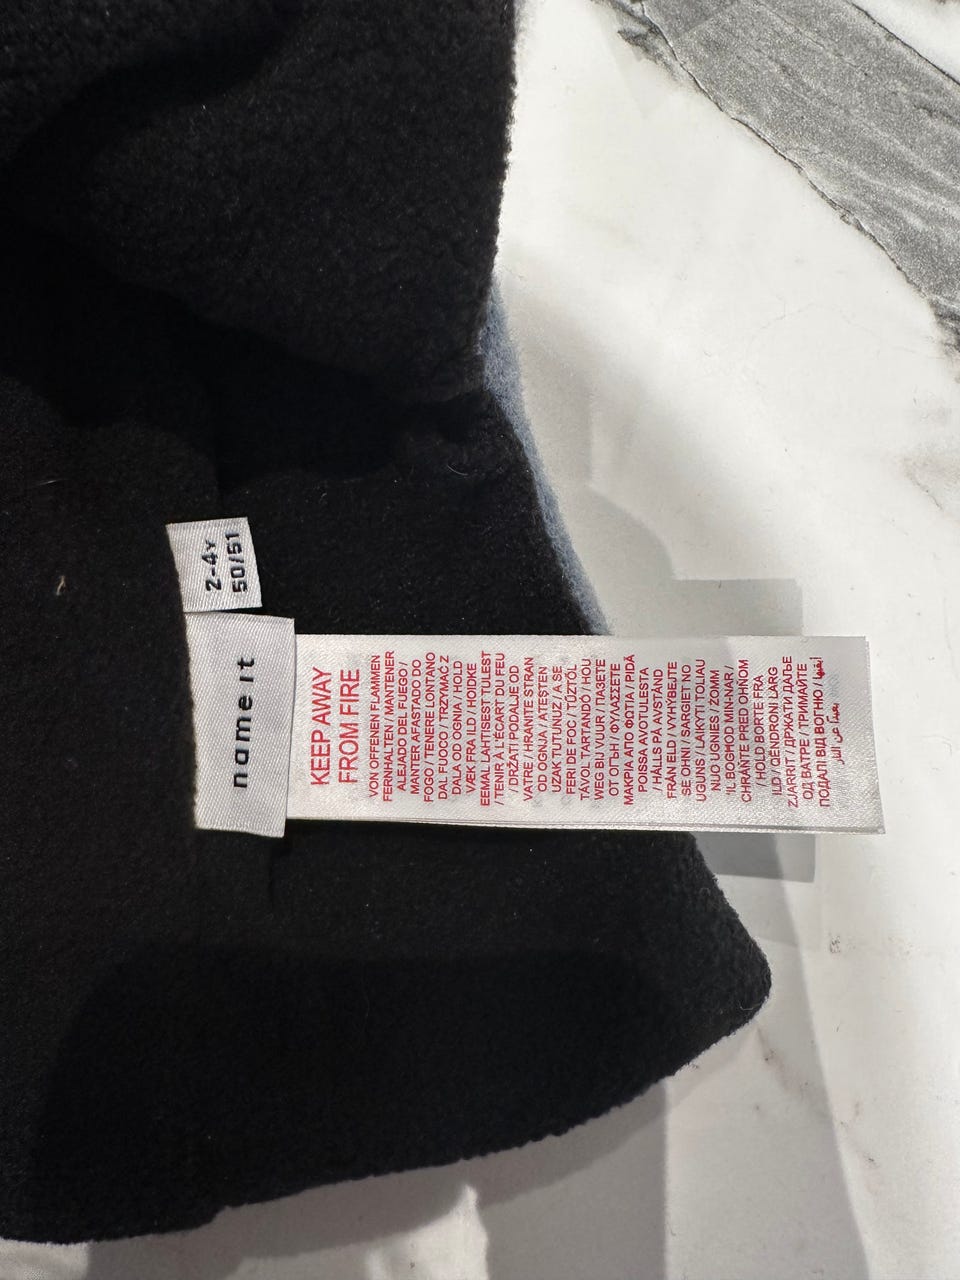 2-4Y
50/51
name it
KEEP AWAY
FROM FIRE
VON OFFENEN FLAMMEN
FERNHALTEN / MANTENER
ALEJADO DEL FUEGO /
MANTER AFASTADO DO
FOGO / TENERE LONTANO
DAL FUOCO / TRZYMAĆ Z
DALA OD OGNIA / HOLD
VÆK FRA ILD / HOIDKE
EEMAL LAHTISEST TULEST
/ TENIR À L'ÉCART DU FEU
/ DRŽATI PODALJE OD
VATRE / HRANITE STRAN
OD OGNJA / ATEŞTEN
UZAK TUTUNUZ / A SE
FERI DE FOC / TŰZTŐL
TÁVOL TARTANDÓ / HOU
WEG BIJ VUUR / ПАЗЕТЕ
ОТ ОГЪН / ΦΥΛΑΣΣΕΤΕ
ΜΑΚΡΙΑ ΑΠΟ ΦΩΤΙΑ / PIDÄ
POISSA AVOTULESTA
/ HÅLLS PÅ AVSTÅND
FRÅN ELD / VYHÝBEJTE
SE OHNI / SARGIET NO
UGUNS / LAIKYTI TOLIAU
NUO UGNIES / ŻOMM
'IL BOGĦOD MIN-NAR /
CHRÁNTE PRED OHŇOM
/ HOLD BORTE FRA
ILD / QËNDRONI LARG
ZJARRIT / ДРЖАТИ ДАЉЕ
ОД ВАТРЕ / ТРИМАЙТЕ
ПОДАЛІ ВІД ВОГНЮ / ابقيها
بعيداً عن النار